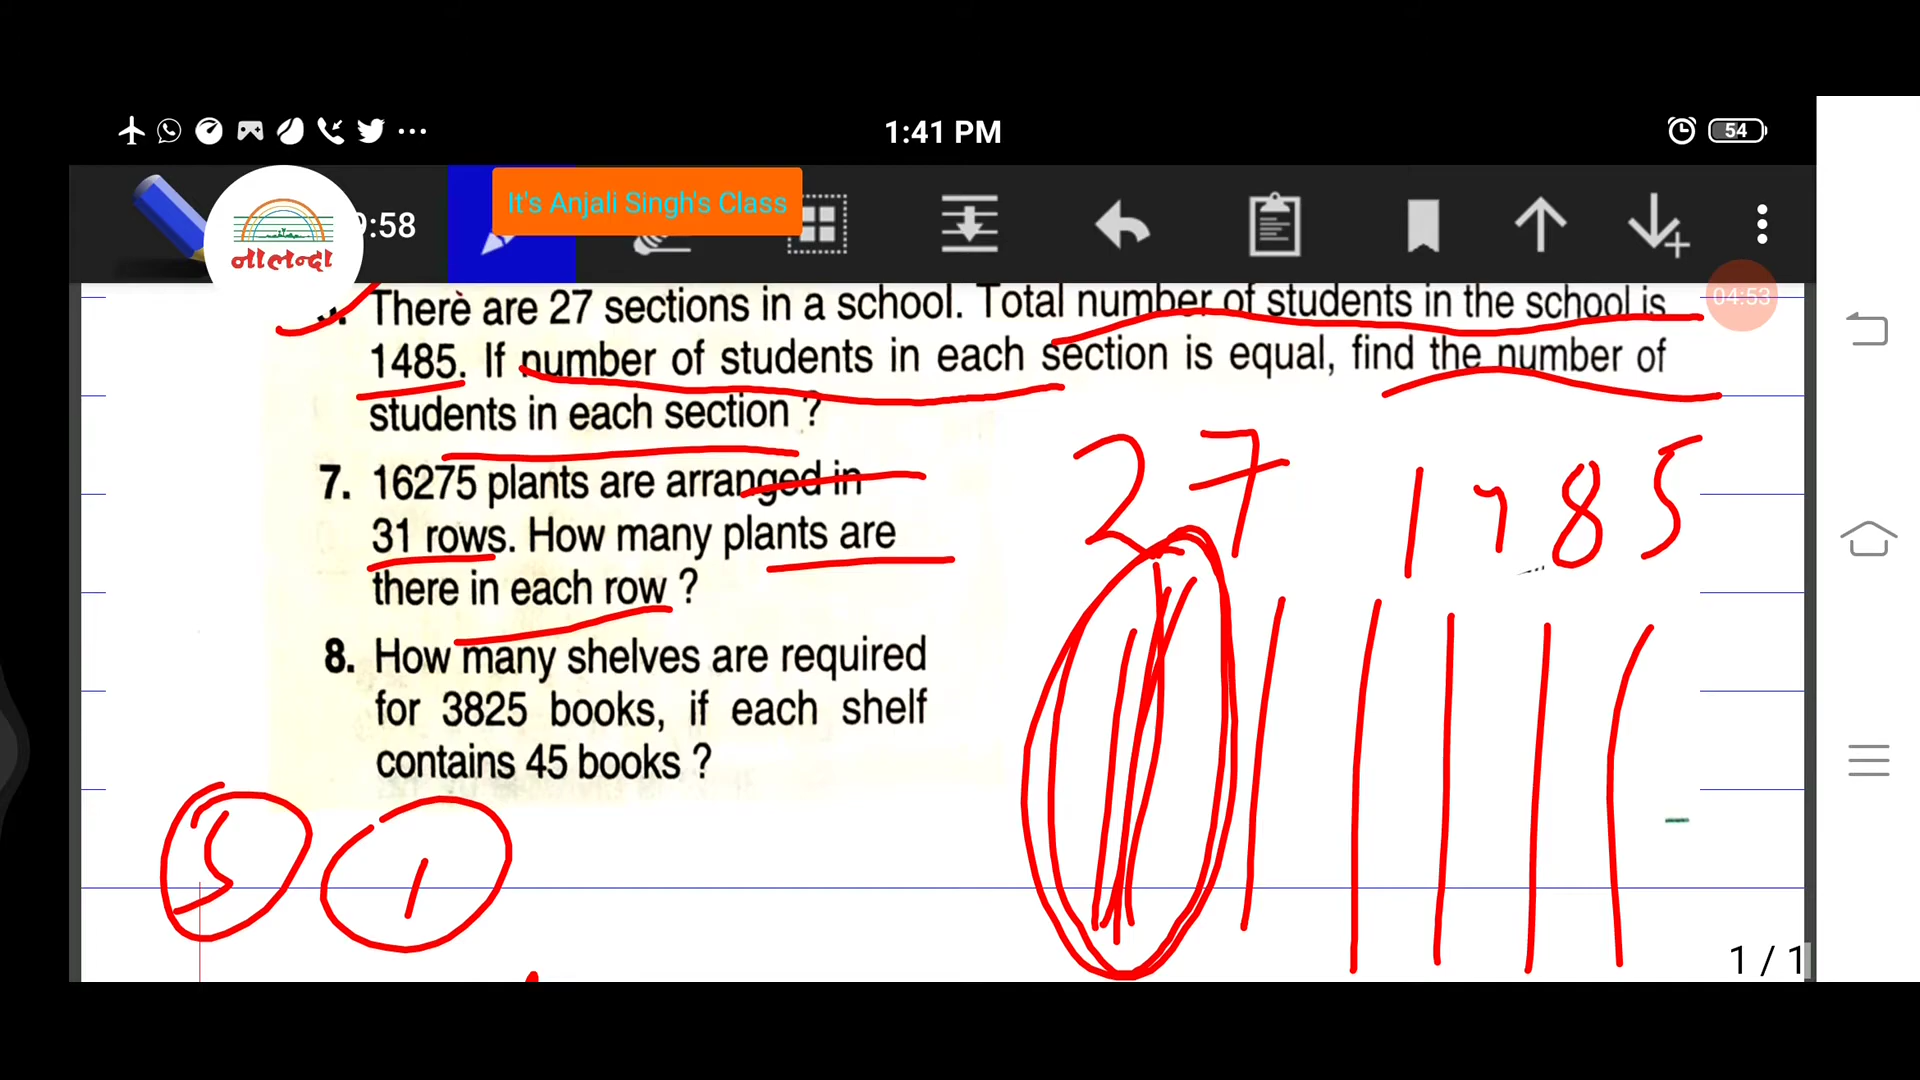 1:41 PM
54
:58
It's Anjali Singh's Class
નાલન્દા
04:53
There are 27 sections in a school. Total number of students in the school is
1485. If number of students in each section is equal, find the number of
students in each section ?
7. 16275 plants are arranged in
31 rows. How many plants are
there in each row ?
8. How many shelves are required
for 3825 books, if each shelf
contains 45 books ?
27 1485
1
1 / 1